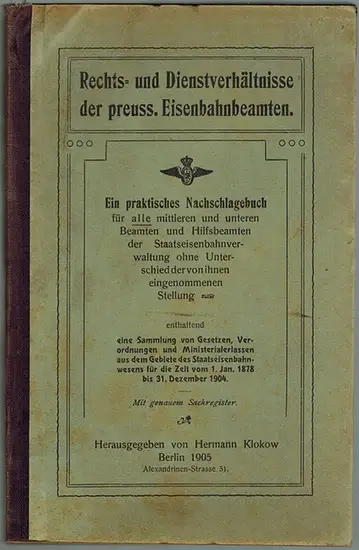 Rechts- und Dienstverhältnisse
der preuss. Eisenbahnbeamten.
Ein praktisches Nachschlagebuch
für alle mittleren und unteren
Beamten und Hilfsbeamten
der Staatseisenbahnver-
waltung ohne Unter-
schied der von ihnen
eingenommenen
Stellung
enthaltend
eine Sammlung von Gesetzen, Ver-
ordnungen und Ministerialerlassen
aus dem Gebiete des Staatseisenbahn-
wesens für die Zeit vom 1. Jan. 1878
bis 31. Dezember 1904.
Mit genauem Sachregister.
Herausgegeben von Hermann Klokow
Berlin 1905
Alexandrinen-Strasse 51.